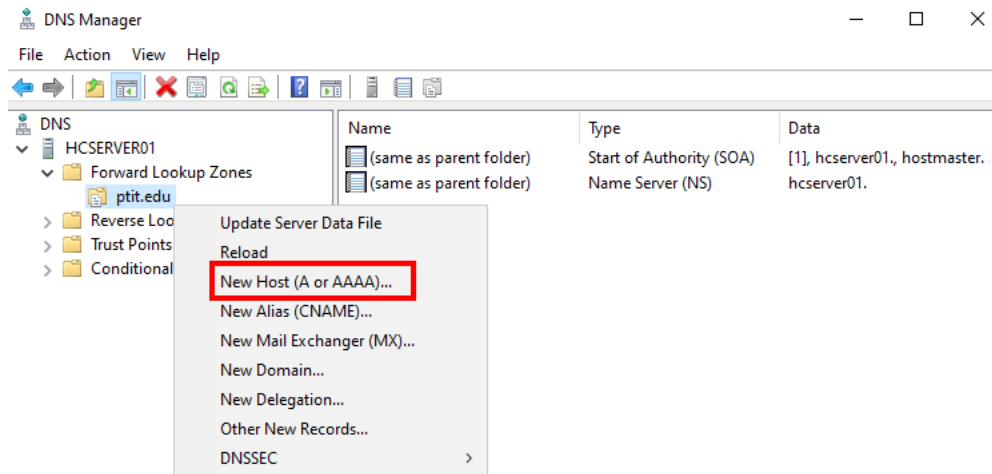 DNS Manager
File Action View Help
DNS
HCSERVER01
Forward Lookup Zones
ptit.edu
Reverse Loo
Trust Points
Conditional
Name Type Data
(same as parent folder) Start of Authority (SOA) [1], hcserver01., hostmaster.
(same as parent folder) Name Server (NS) hcserver01.
Update Server Data File
Reload
New Host (A or AAAA)...
New Alias (CNAME)...
New Mail Exchanger (MX)...
New Domain...
New Delegation...
Other New Records...
DNSSEC